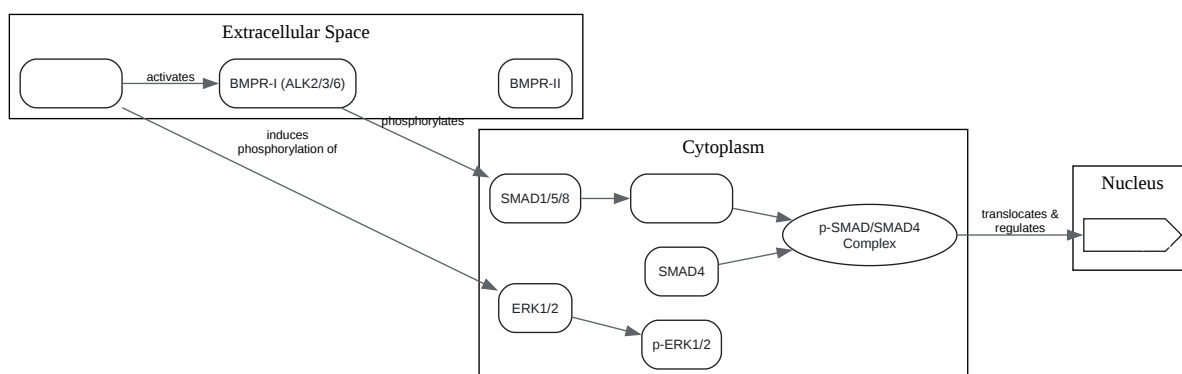 Extracellular Space
activates
BMPR-I (ALK2/3/6)
BMPR-II
phosphorylates
induces
phosphorylation of
Cytoplasm
SMAD1/5/8
p-SMAD/SMAD4
Complex
SMAD4
ERK1/2
p-ERK1/2
translocates &
regulates
Nucleus